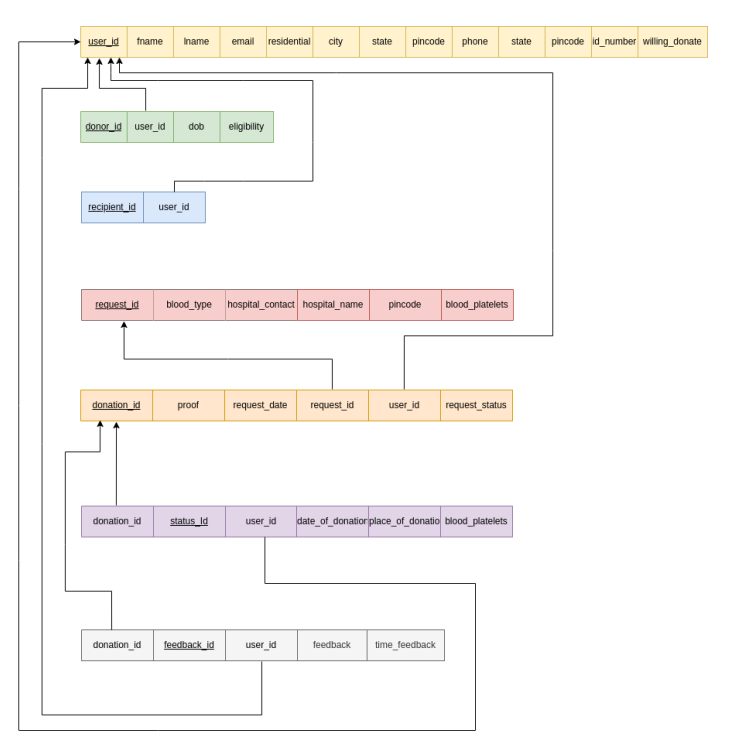 user_id fname lname email residential city state pincode phone state pincode id_number willing_donate
donor_id user_id dob eligibility
recipient_id user_id
request_id blood_type hospital_contact hospital_name pincode blood_platelets
donation_id proof request_date request_id user_id request_status
donation_id status_Id user_id date_of_donation place_of_donatio blood_platelets
donation_id feedback_id user_id feedback time_feedback